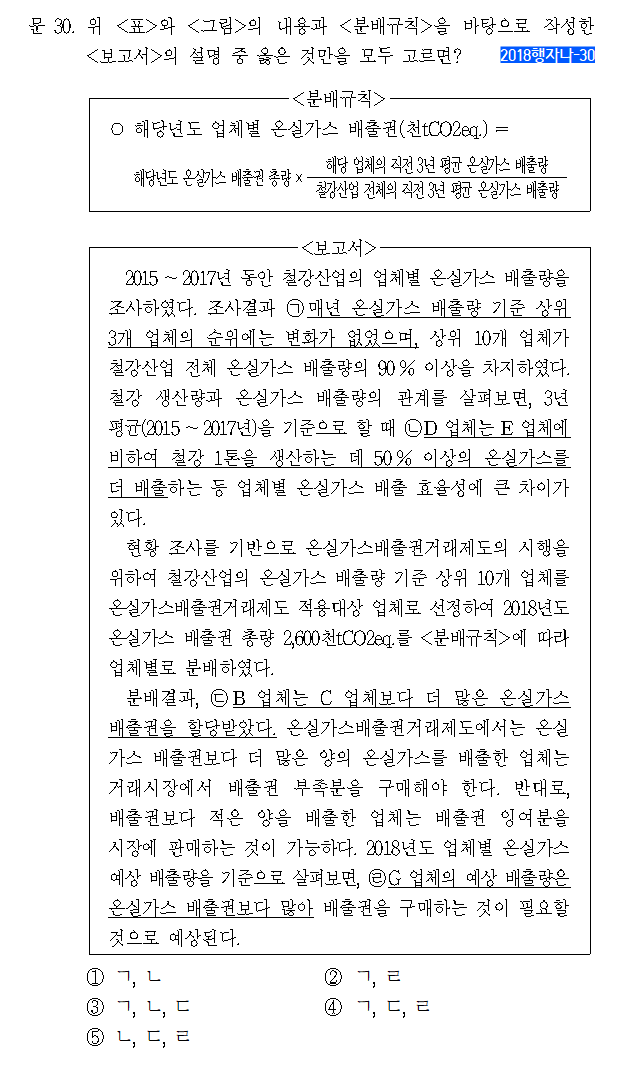 문 30. 위 <표>와 <그림>의 내용과 <분배규칙>을 바탕으로 작성한
<보고서>의 설명 중 옳은 것만을 모두 고르면? 2018행자나-30
<분배규칙>
○ 해당년도 업체별 온실가스 배출권(천tCO2eq.) =
해당년도 온실가스 배출권 총량 × 해당 업체의 직전 3년 평균 온실가스 배출량
철강산업 전체의 직전 3년 평균 온실가스 배출량
<보고서>
2015 ~ 2017년 동안 철강산업의 업체별 온실가스 배출량을
조사하였다. 조사결과 ㉠매년 온실가스 배출량 기준 상위
3개 업체의 순위에는 변화가 없었으며, 상위 10개 업체가
철강산업 전체 온실가스 배출량의 90 % 이상을 차지하였다.
철강 생산량과 온실가스 배출량의 관계를 살펴보면, 3년
평균(2015 ~ 2017년)을 기준으로 할 때 ㉡D 업체는 E 업체에
비하여 철강 1톤을 생산하는 데 50 % 이상의 온실가스를
더 배출하는 등 업체별 온실가스 배출 효율성에 큰 차이가
있다.
현황 조사를 기반으로 온실가스배출권거래제도의 시행을
위하여 철강산업의 온실가스 배출량 기준 상위 10개 업체를
온실가스배출권거래제도 적용대상 업체로 선정하여 2018년도
온실가스 배출권 총량 2,600천tCO2eq.를 <분배규칙>에 따라
업체별로 분배하였다.
분배결과, ㉢B 업체는 C 업체보다 더 많은 온실가스
배출권을 할당받았다. 온실가스배출권거래제도에서는 온실
가스 배출권보다 더 많은 양의 온실가스를 배출한 업체는
거래시장에서 배출권 부족분을 구매해야 한다. 반대로,
배출권보다 적은 양을 배출한 업체는 배출권 잉여분을
시장에 판매하는 것이 가능하다. 2018년도 업체별 온실가스
예상 배출량을 기준으로 살펴보면, ㉣G 업체의 예상 배출량은
온실가스 배출권보다 많아 배출권을 구매하는 것이 필요할
것으로 예상된다.
① ㄱ, ㄴ ② ㄱ, ㄹ
③ ㄱ, ㄴ, ㄷ ④ ㄱ, ㄷ, ㄹ
⑤ ㄴ, ㄷ, ㄹ